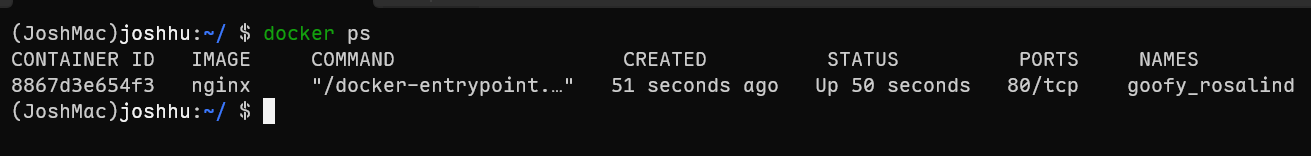 (JoshMac)joshhu:~/ $ docker ps
CONTAINER ID   IMAGE     COMMAND                  CREATED          STATUS          PORTS     NAMES
8867d3e654f3   nginx     "/docker-entrypoint.…"   51 seconds ago   Up 50 seconds   80/tcp    goofy_rosalind
(JoshMac)joshhu:~/ $